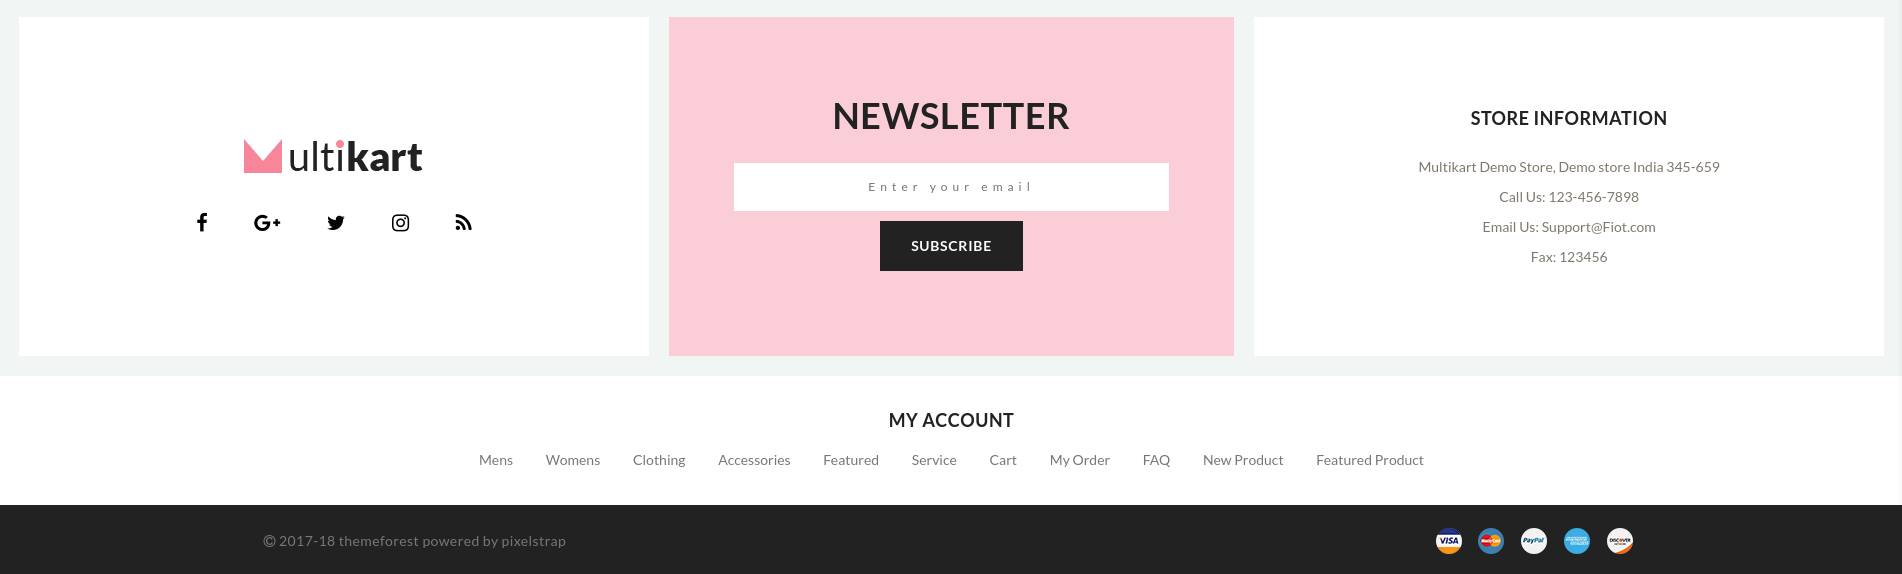 Multikart
NEWSLETTER
Enter your email
SUBSCRIBE
STORE INFORMATION
Multikart Demo Store, Demo store India 345-659
Call Us: 123-456-7898
Email Us: Support@Fiot.com
Fax: 123456
MY ACCOUNT
Mens Womens Clothing Accessories Featured Service Cart My Order FAQ New Product Featured Product
© 2017-18 themeforest powered by pixelstrap
VISA MasterCard PayPal DISCOVER